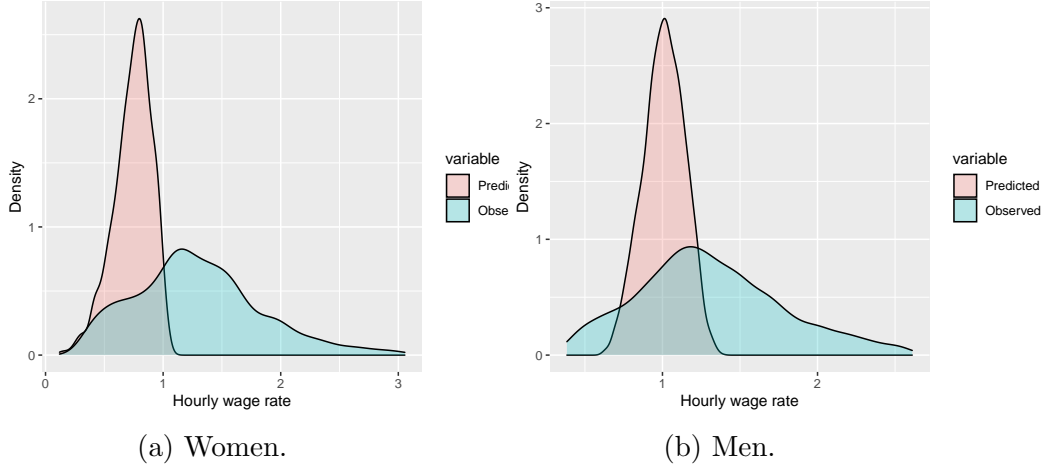 2
1
0
Density
0
1
2
3
Hourly wage rate
variable
Predi
Obse
(a) Women.
3
2
1
0
Density
1
2
Hourly wage rate
variable
Predicted
Observed
(b) Men.